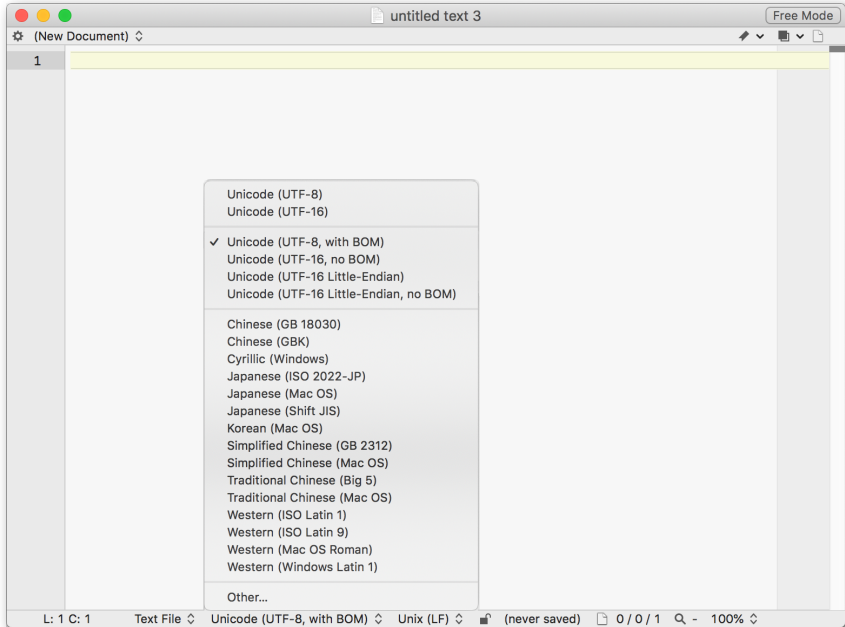 untitled text 3
Free Mode
(New Document)
1
Unicode (UTF-8)
Unicode (UTF-16)
Unicode (UTF-8, with BOM)
Unicode (UTF-16, no BOM)
Unicode (UTF-16 Little-Endian)
Unicode (UTF-16 Little-Endian, no BOM)
Chinese (GB 18030)
Chinese (GBK)
Cyrillic (Windows)
Japanese (ISO 2022-JP)
Japanese (Mac OS)
Japanese (Shift JIS)
Korean (Mac OS)
Simplified Chinese (GB 2312)
Simplified Chinese (Mac OS)
Traditional Chinese (Big 5)
Traditional Chinese (Mac OS)
Western (ISO Latin 1)
Western (ISO Latin 9)
Western (Mac OS Roman)
Western (Windows Latin 1)
Other...
L: 1 C: 1 Text File Unicode (UTF-8, with BOM) Unix (LF) (never saved) 0 / 0 / 1 - 100%